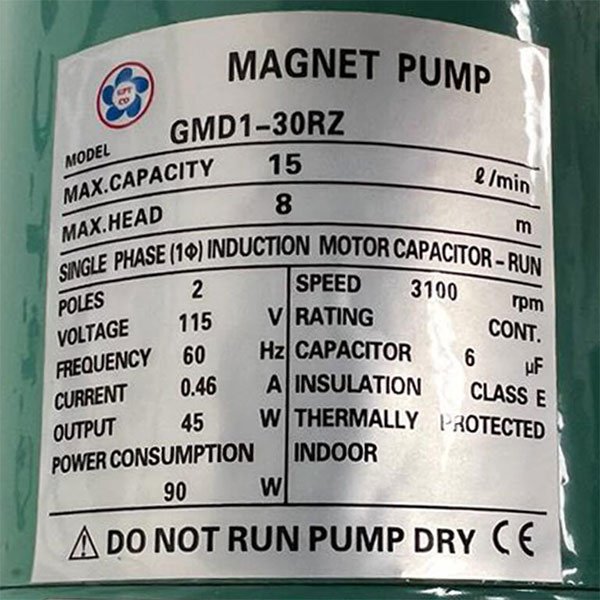 MAGNET PUMP
GPT
CO
MODEL GMD1-30RZ
MAX.CAPACITY 15 ℓ/min
MAX.HEAD 8 m
SINGLE PHASE (1Φ) INDUCTION MOTOR CAPACITOR-RUN
POLES 2
VOLTAGE 115 V
FREQUENCY 60 Hz
CURRENT 0.46 A
OUTPUT 45 W
POWER CONSUMPTION
90 W
SPEED 3100 rpm
RATING CONT.
CAPACITOR 6 µF
INSULATION CLASS E
THERMALLY PROTECTED
INDOOR
DO NOT RUN PUMP DRY CE